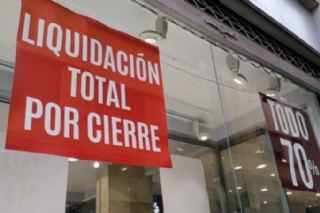 LIQUIDACIÓN
TOTAL
POR CIERRE
TODO
-70%